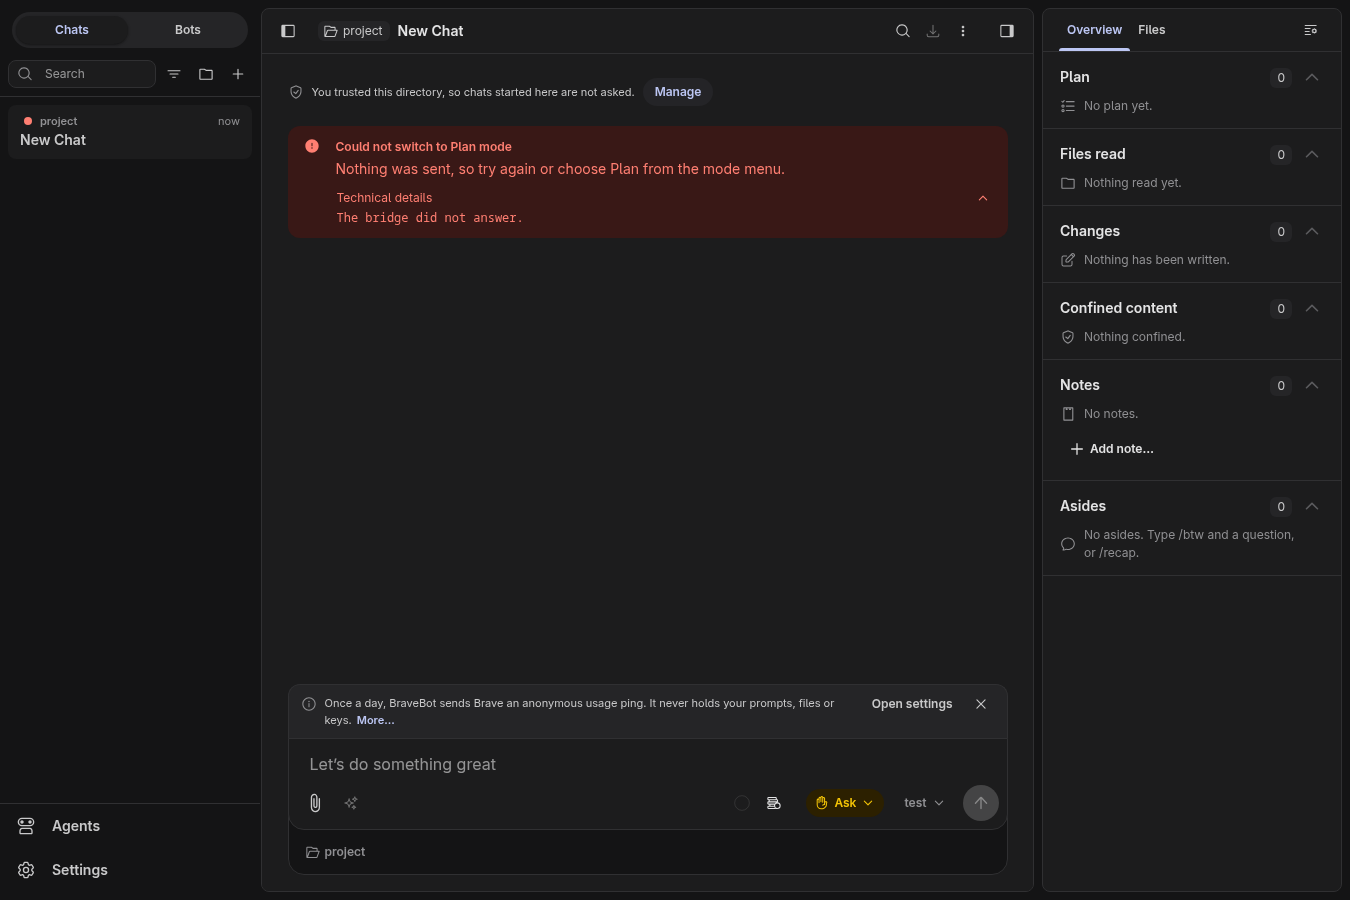 Chats
Bots
Search
project
now
New Chat
Agents
Settings
project
New Chat
You trusted this directory, so chats started here are not asked.
Manage
Could not switch to Plan mode
Nothing was sent, so try again or choose Plan from the mode menu.
Technical details
The bridge did not answer.
Once a day, BraveBot sends Brave an anonymous usage ping. It never holds your prompts, files or
keys. More...
Open settings
Let’s do something great
Ask
test
project
Overview
Files
Plan
0
No plan yet.
Files read
0
Nothing read yet.
Changes
0
Nothing has been written.
Confined content
0
Nothing confined.
Notes
0
No notes.
Add note...
Asides
0
No asides. Type /btw and a question,
or /recap.